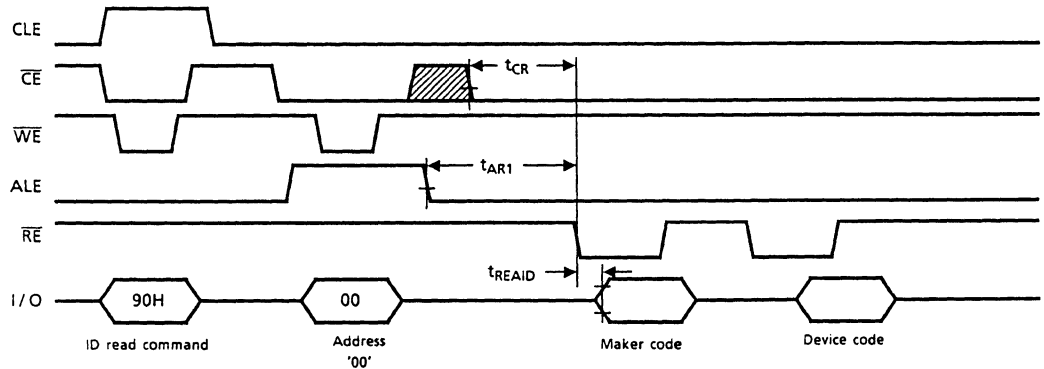 CLE
CE
tCR
WE
tAR1
ALE
RE
tREAID
I / O
90H
00
ID read command
Address
'00'
Maker code
Device code